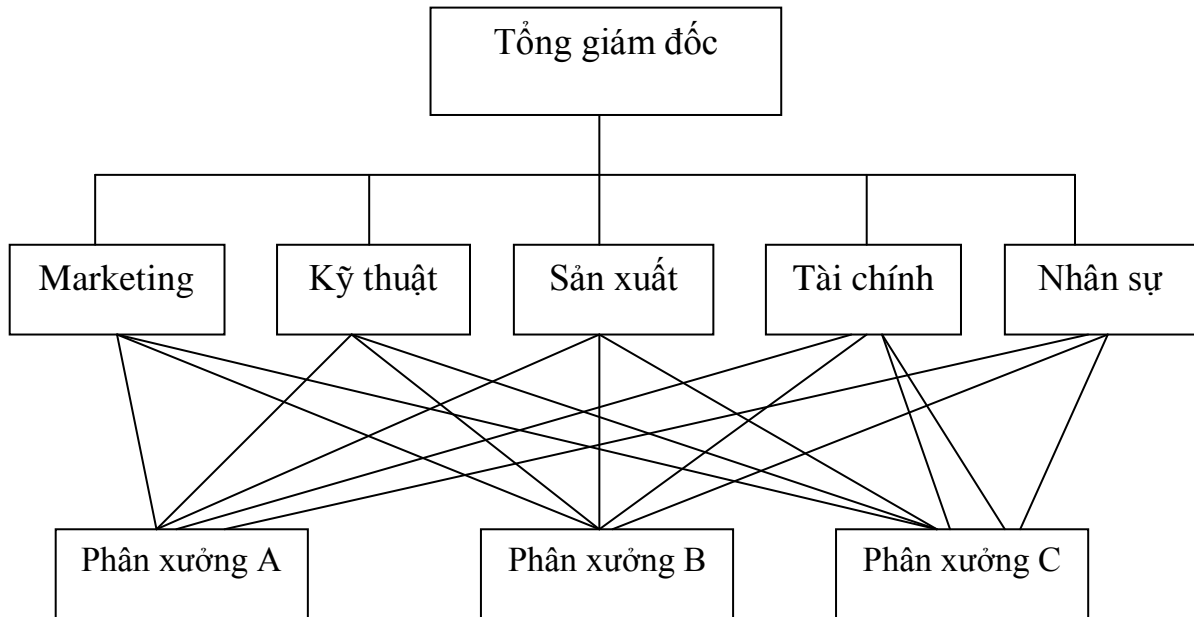 Tổng giám đốc
Marketing
Kỹ thuật
Sản xuất
Tài chính
Nhân sự
Phân xưởng A
Phân xưởng B
Phân xưởng C